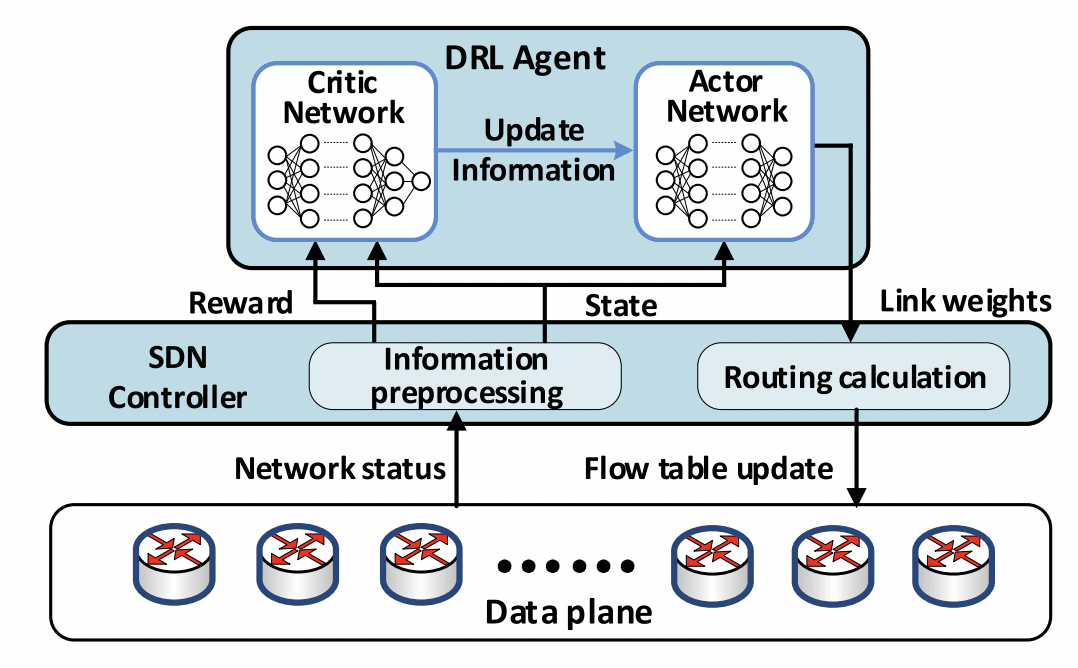 DRL Agent
Critic
Network
Actor
Network
Update
Information
Reward
State
Link weights
SDN
Controller
Information
preprocessing
Routing calculation
Network status
Flow table update
Data plane